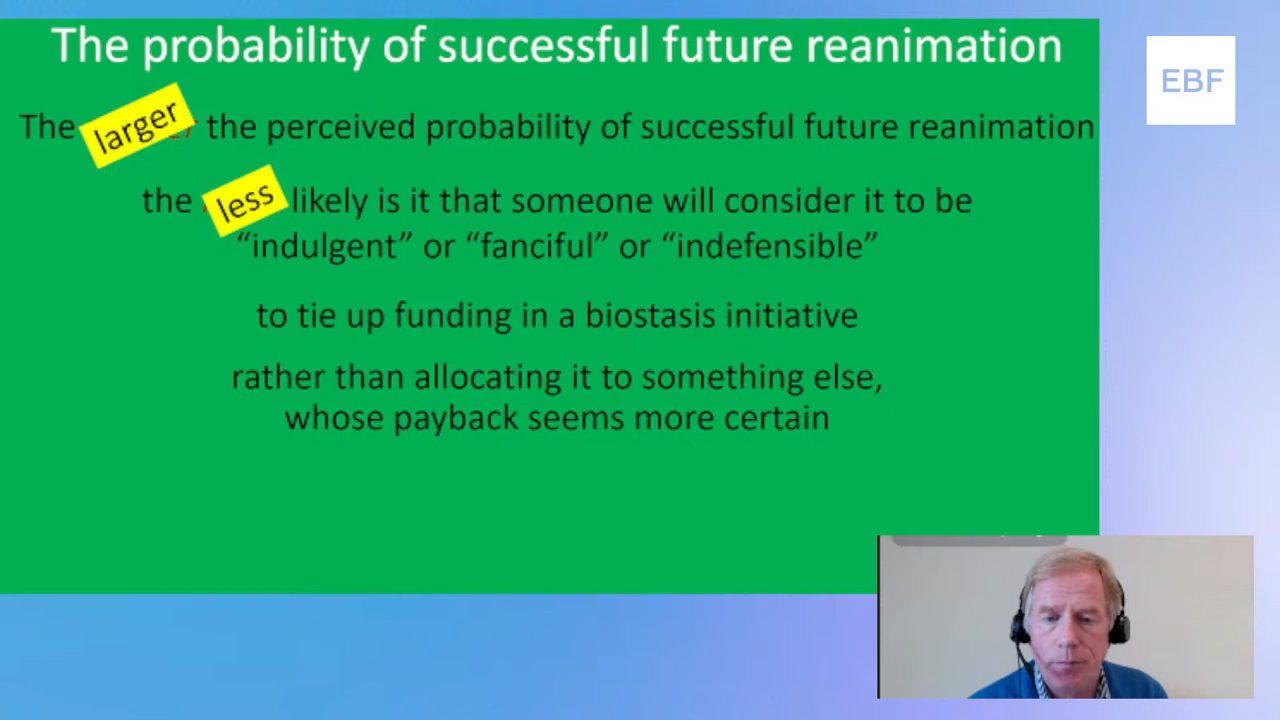 The probability of successful future reanimation
EBF
The larger the perceived probability of successful future reanimation
the less likely is it that someone will consider it to be
“indulgent” or “fanciful” or “indefensible”
to tie up funding in a biostasis initiative
rather than allocating it to something else,
whose payback seems more certain